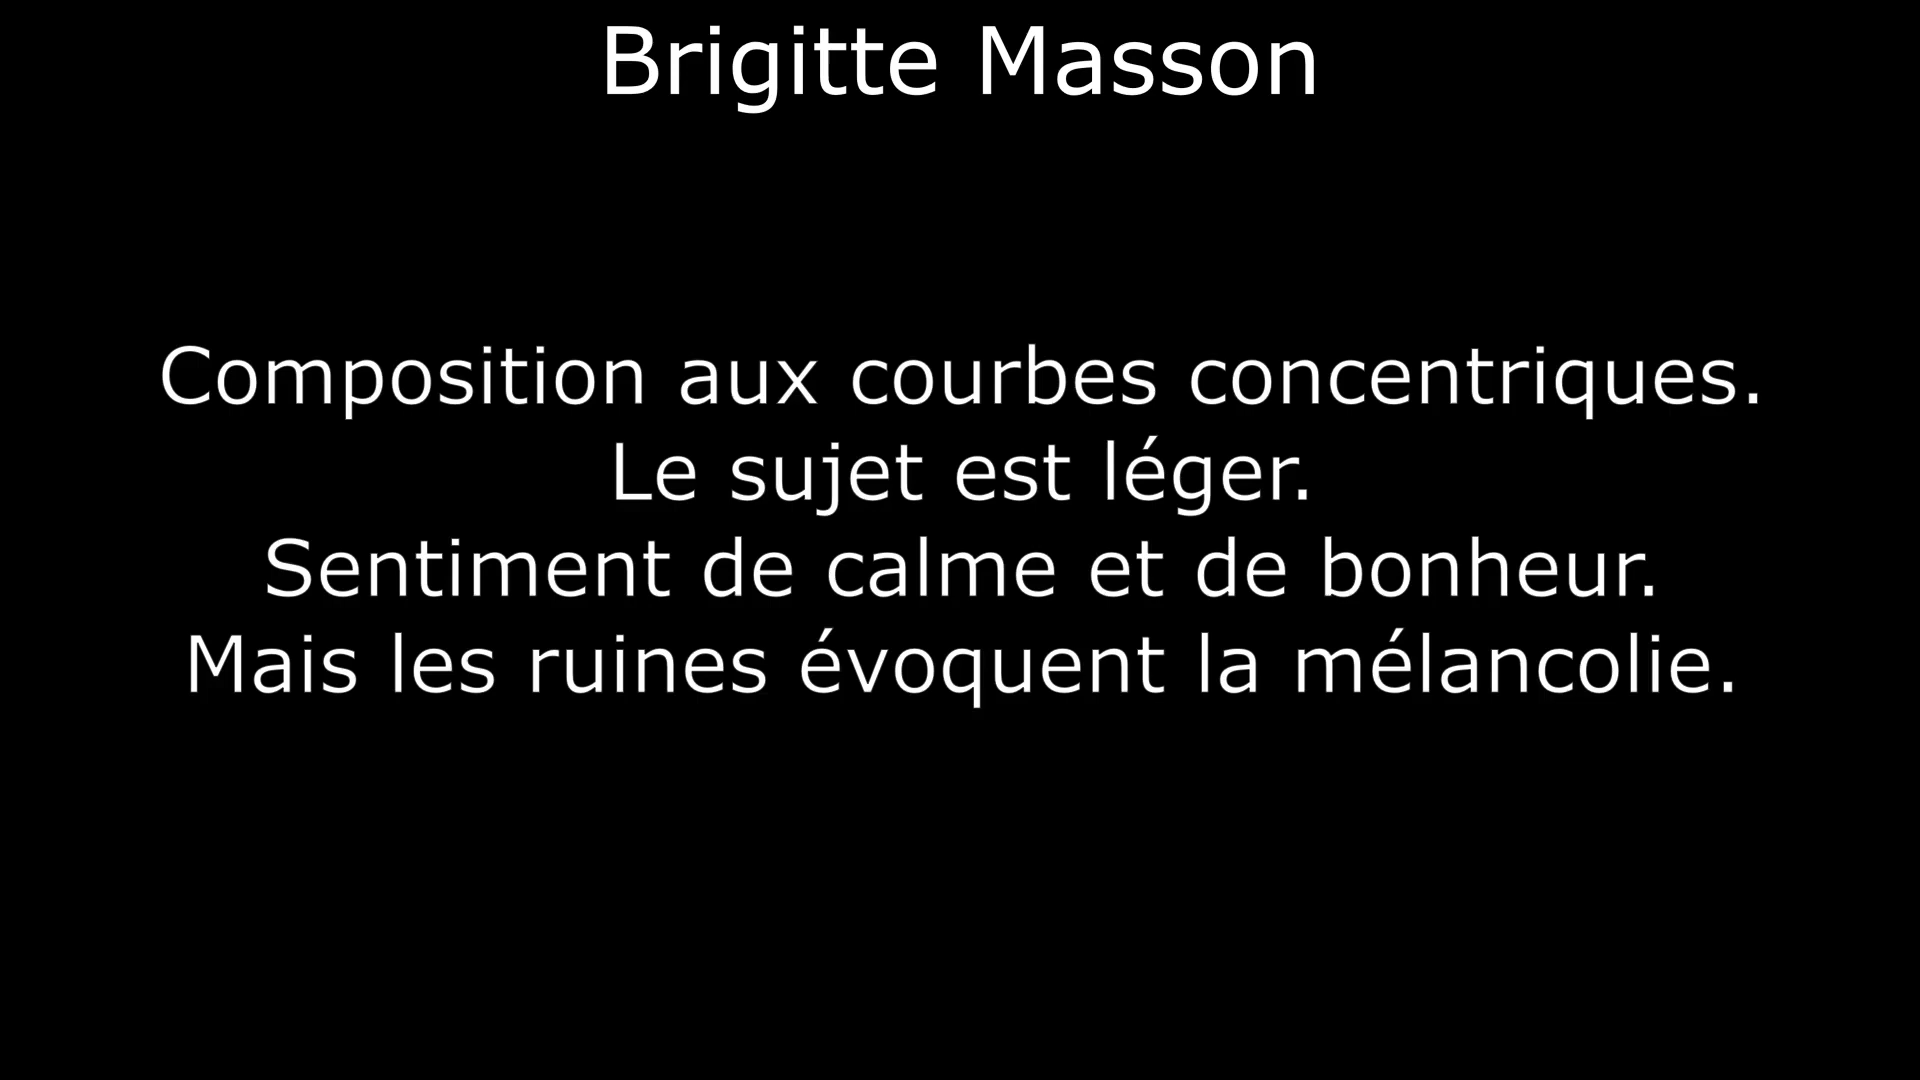 Brigitte Masson
Composition aux courbes concentriques.
Le sujet est léger.
Sentiment de calme et de bonheur.
Mais les ruines évoquent la mélancolie.